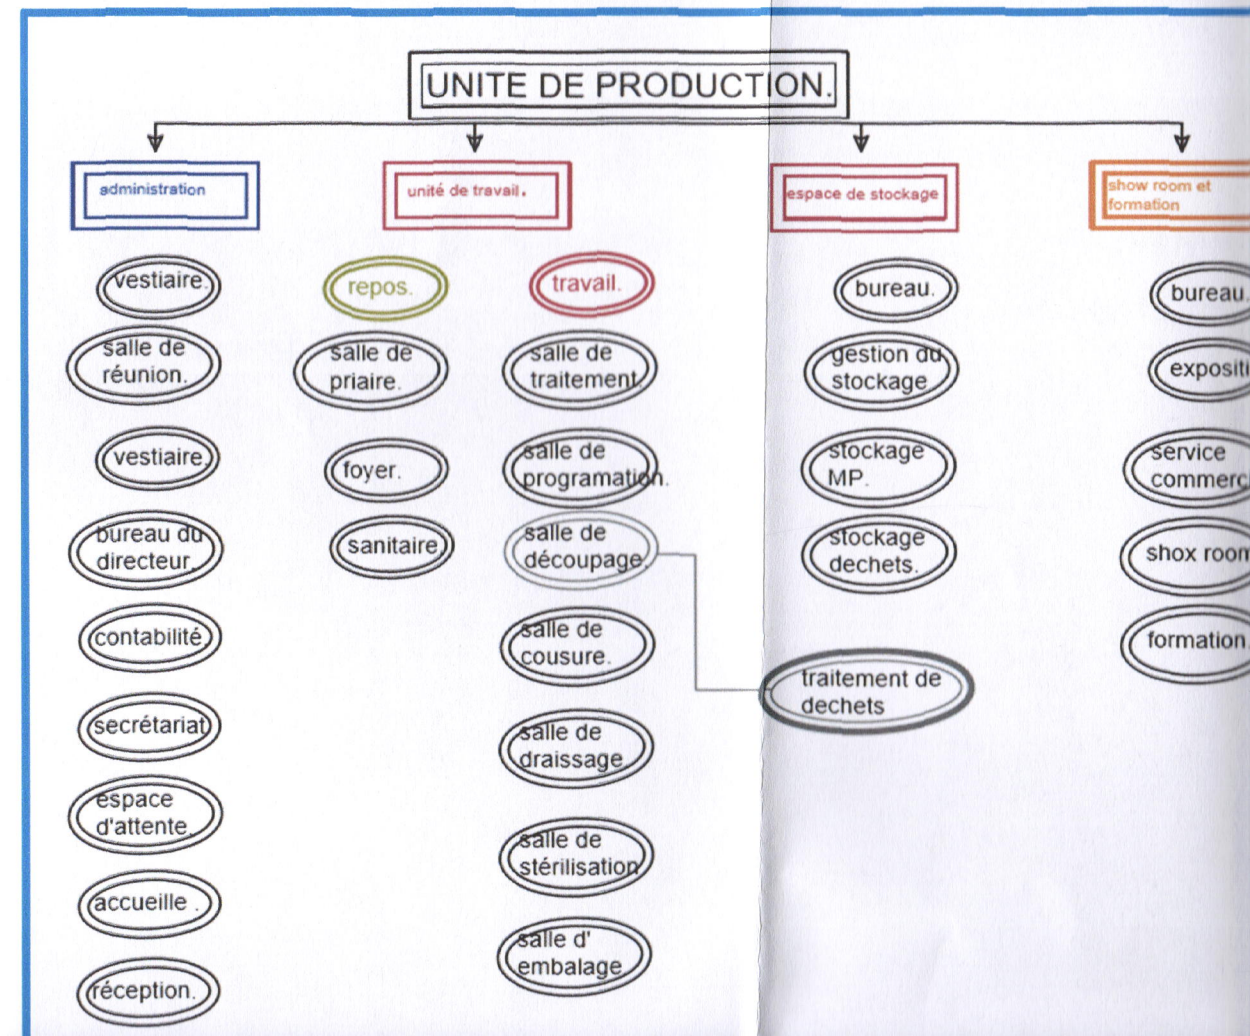 UNITE DE PRODUCTION.
administration
unité de travail.
espace de stockage
show room et
formation
vestiaire.
salle de
réunion.
vestiaire.
bureau du
directeur.
contabilité
secrétariat
espace
d'attente.
accueille .
réception.
repos.
salle de
priaire.
foyer.
sanitaire.
travail.
salle de
traitement.
salle de
programation.
salle de
découpage.
salle de
cousure.
salle de
draissage
salle de
stérilisation
salle d'
embalage
bureau.
gestion du
stockage
stockage
MP.
stockage
dechets.
traitement de
dechets
bureau.
expositi
service
commerc
shox room
formation.